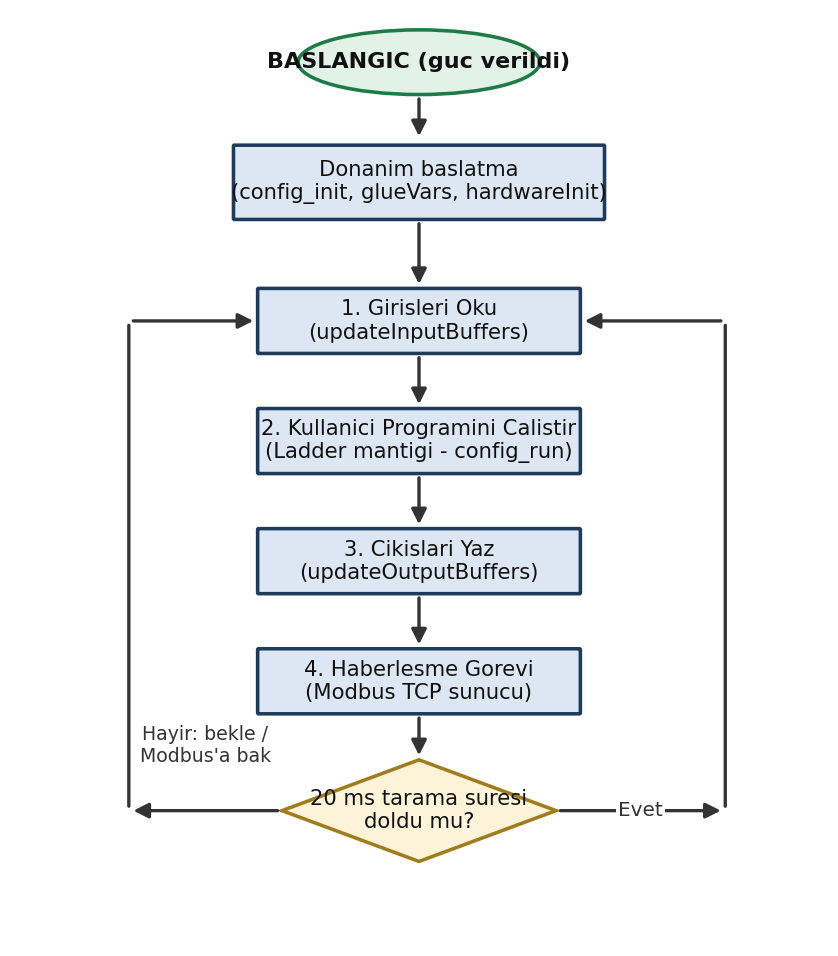 BASLANGIC (guc verildi)
Donanim baslatma
(config_init, glueVars, hardwareInit)
1. Girisleri Oku
(updateInputBuffers)
2. Kullanici Programini Calistir
(Ladder mantigi - config_run)
3. Cikislari Yaz
(updateOutputBuffers)
4. Haberlesme Gorevi
(Modbus TCP sunucu)
Hayir: bekle /
Modbus'a bak
20 ms tarama suresi
doldu mu?
Evet